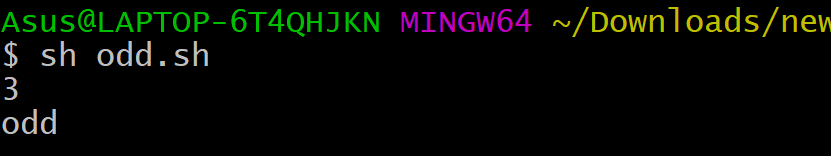 Asus@LAPTOP-6T4QHJKN MINGW64 ~/Downloads/new
$ sh odd.sh
3
odd